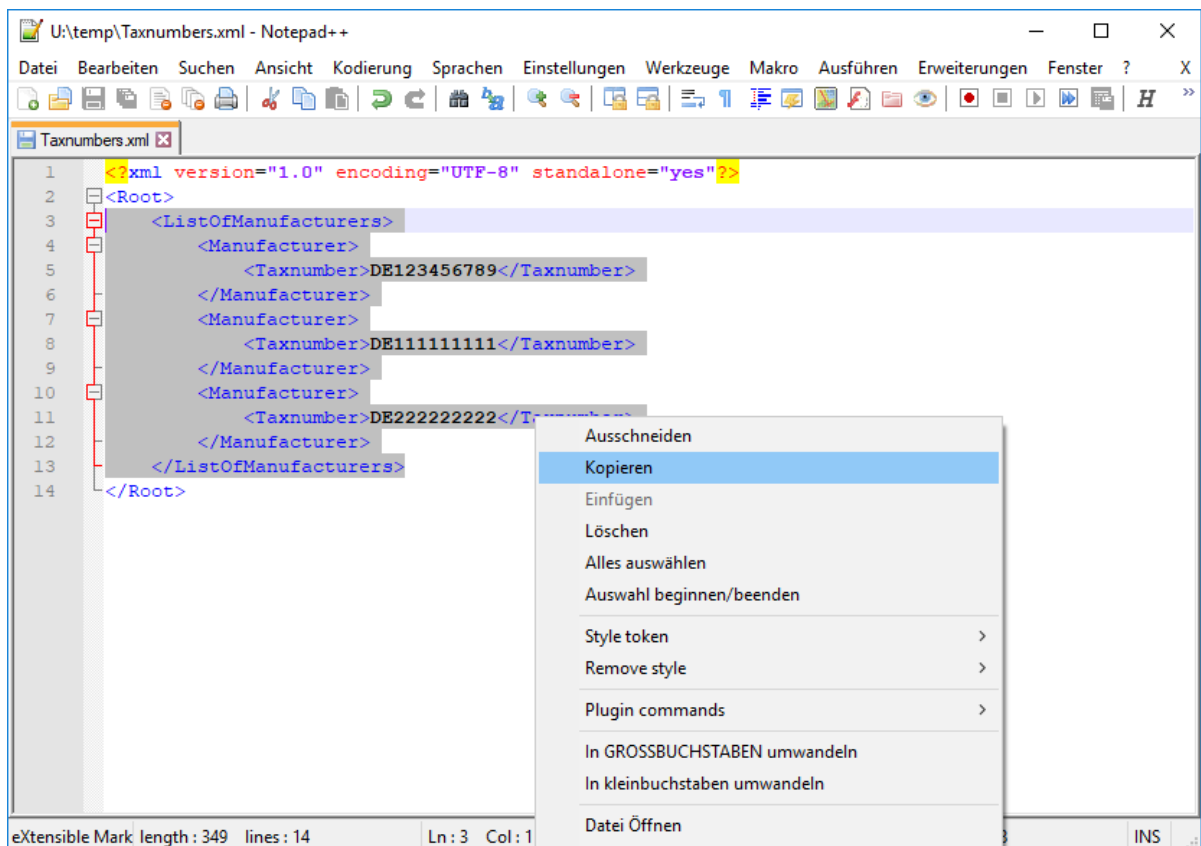 U:\temp\Taxnumbers.xml - Notepad++
Datei Bearbeiten Suchen Ansicht Kodierung Sprachen Einstellungen Werkzeuge Makro Ausführen Erweiterungen Fenster ? X
Taxnumbers.xml
1 <?xml version="1.0" encoding="UTF-8" standalone="yes"?>
2 <Root>
3 <ListOfManufacturers>
4 <Manufacturer>
5 <Taxnumber>DE123456789</Taxnumber>
6 </Manufacturer>
7 <Manufacturer>
8 <Taxnumber>DE111111111</Taxnumber>
9 </Manufacturer>
10 <Manufacturer>
11 <Taxnumber>DE222222222</Taxnumber>
12 </Manufacturer>
13 </ListOfManufacturers>
14 </Root>
Ausschneiden
Kopieren
Einfügen
Löschen
Alles auswählen
Auswahl beginnen/beenden
Style token
Remove style
Plugin commands
In GROSSBUCHSTABEN umwandeln
In kleinbuchstaben umwandeln
Datei Öffnen
eXtensible Mark length : 349 lines : 14 Ln : 3 Col : 1 INS